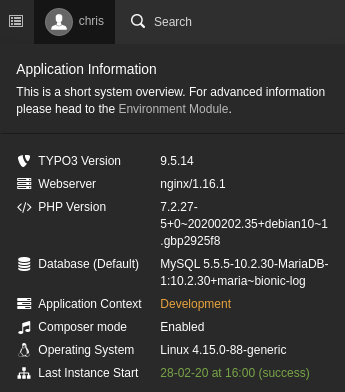 chris
Search
Application Information
This is a short system overview. For advanced information
please head to the Environment Module.
TYPO3 Version 9.5.14
Webserver nginx/1.16.1
PHP Version 7.2.27-
5+0~20200202.35+debian10~1
.gbp2925f8
Database (Default) MySQL 5.5.5-10.2.30-MariaDB-
1:10.2.30+maria~bionic-log
Application Context Development
Composer mode Enabled
Operating System Linux 4.15.0-88-generic
Last Instance Start 28-02-20 at 16:00 (success)